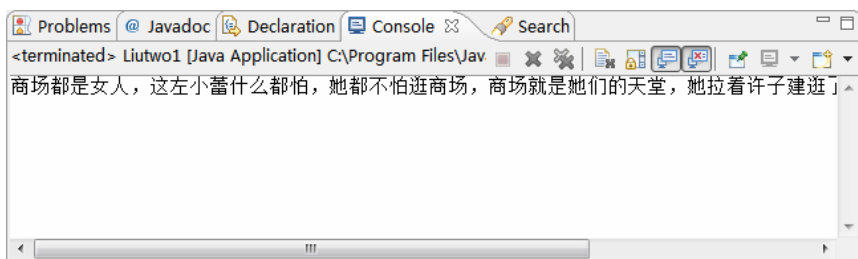 Problems @ Javadoc Declaration Console Search
<terminated> Liutwo1 [Java Application] C:\Program Files\Jav
商场都是女人，这左小蕾什么都怕，她都不怕逛商场，商场就是她们的天堂，她拉着许子建逛